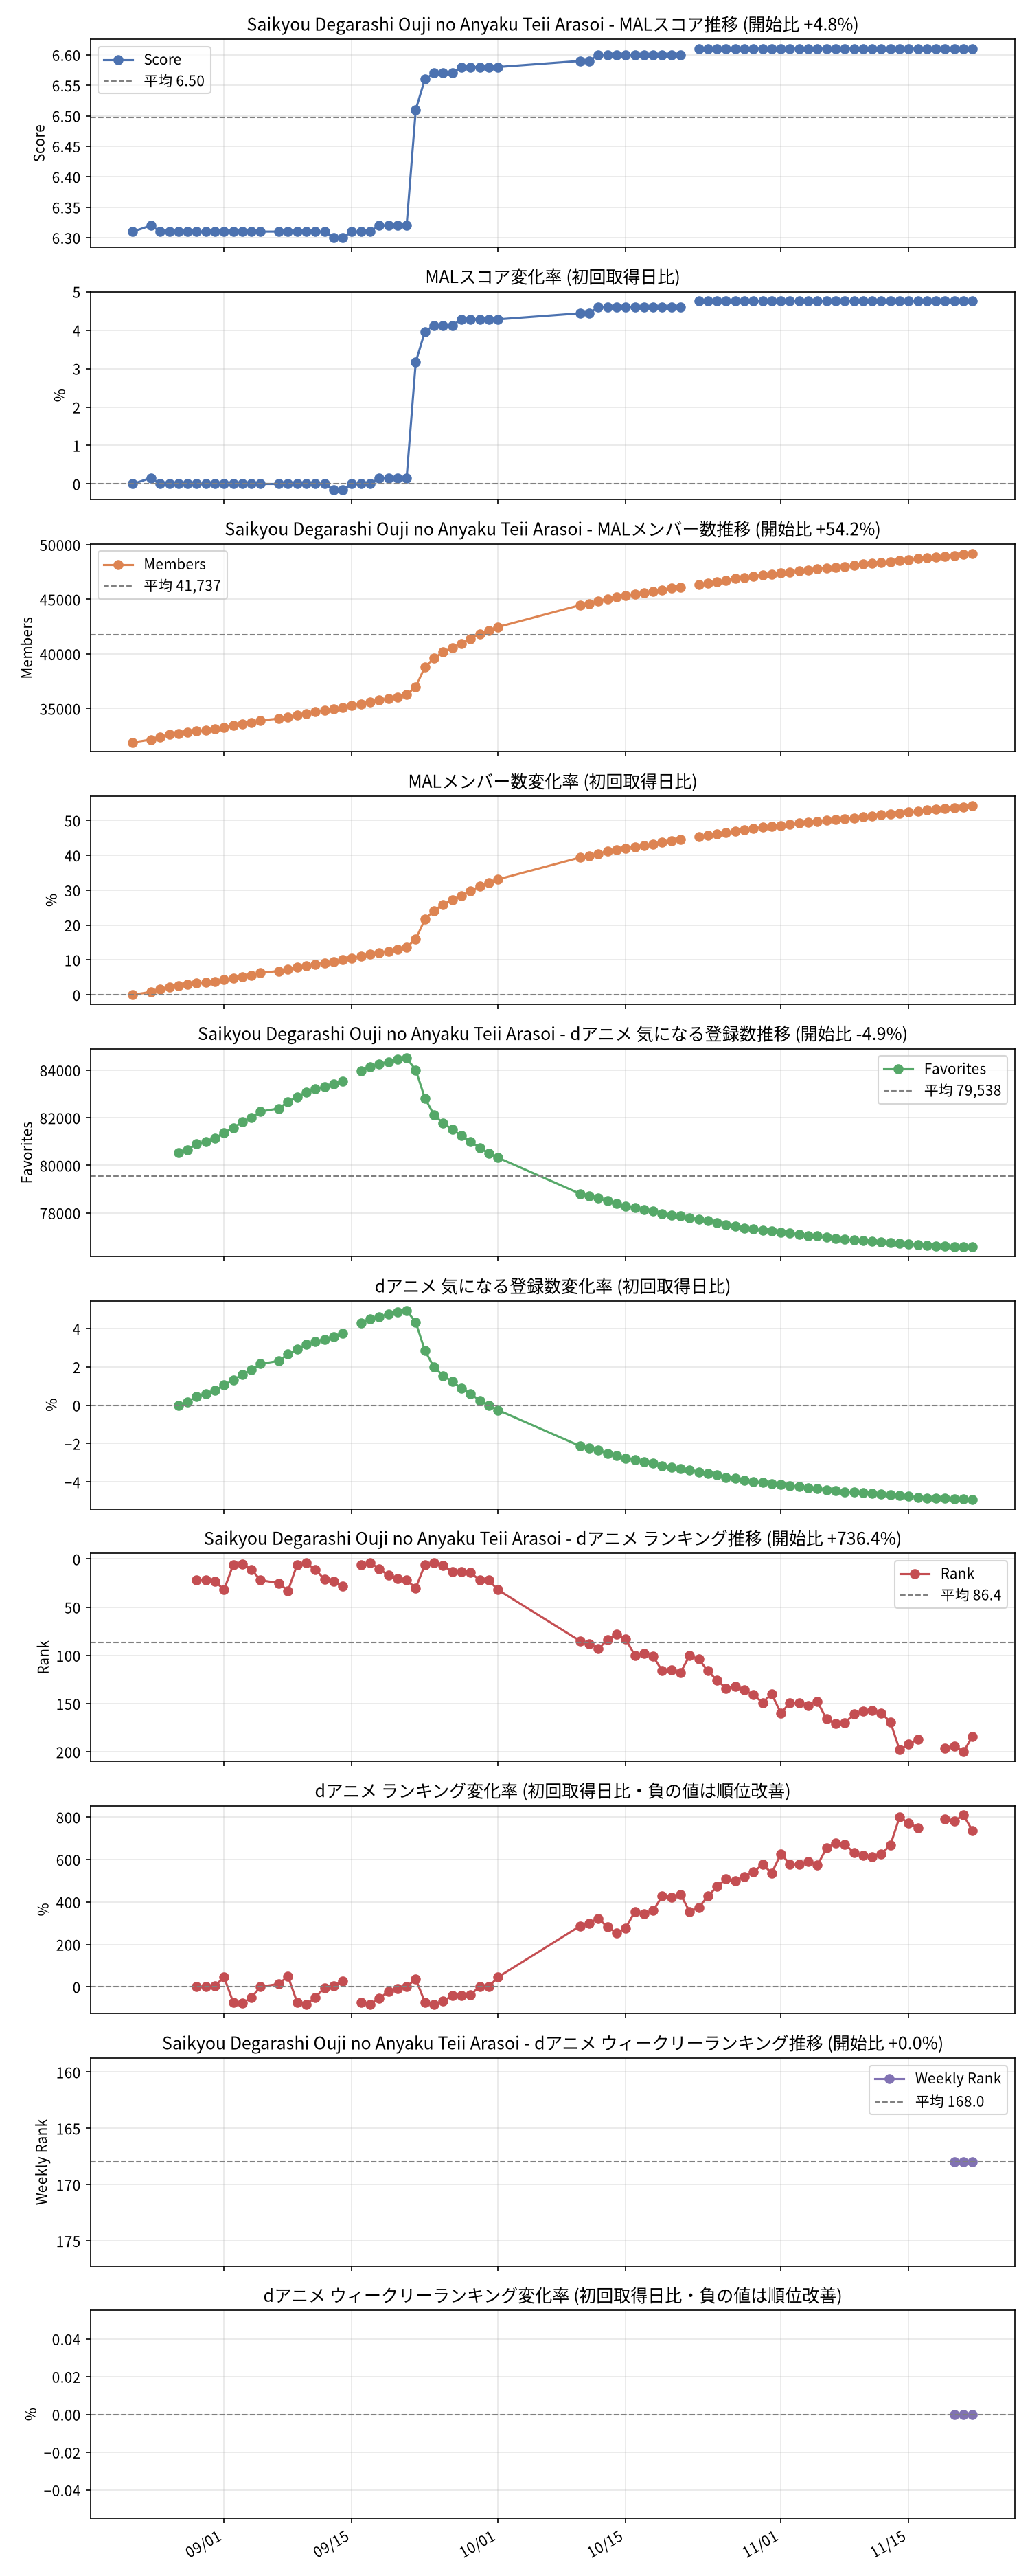 Saikyou Degarashi Ouji no Anyaku Teii Arasoi - MALスコア推移 (開始比 +4.8%)
Score
平均 6.50
Score
6.60
6.55
6.50
6.45
6.40
6.35
6.30
MALスコア変化率 (初回取得日比)
%
5
4
3
2
1
0
Saikyou Degarashi Ouji no Anyaku Teii Arasoi - MALメンバー数推移 (開始比 +54.2%)
Members
平均 41,737
Members
50000
45000
40000
35000
MALメンバー数変化率 (初回取得日比)
%
50
40
30
20
10
0
Saikyou Degarashi Ouji no Anyaku Teii Arasoi - dアニメ 気になる登録数推移 (開始比 -4.9%)
Favorites
平均 79,538
Favorites
84000
82000
80000
78000
dアニメ 気になる登録数変化率 (初回取得日比)
%
4
2
0
−2
−4
Saikyou Degarashi Ouji no Anyaku Teii Arasoi - dアニメ ランキング推移 (開始比 +736.4%)
Rank
平均 86.4
Rank
0
50
100
150
200
dアニメ ランキング変化率 (初回取得日比・負の値は順位改善)
%
800
600
400
200
0
Saikyou Degarashi Ouji no Anyaku Teii Arasoi - dアニメ ウィークリーランキング推移 (開始比 +0.0%)
Weekly Rank
平均 168.0
Weekly Rank
160
165
170
175
dアニメ ウィークリーランキング変化率 (初回取得日比・負の値は順位改善)
%
0.04
0.02
0.00
−0.02
−0.04
09/01
09/15
10/01
10/15
11/01
11/15